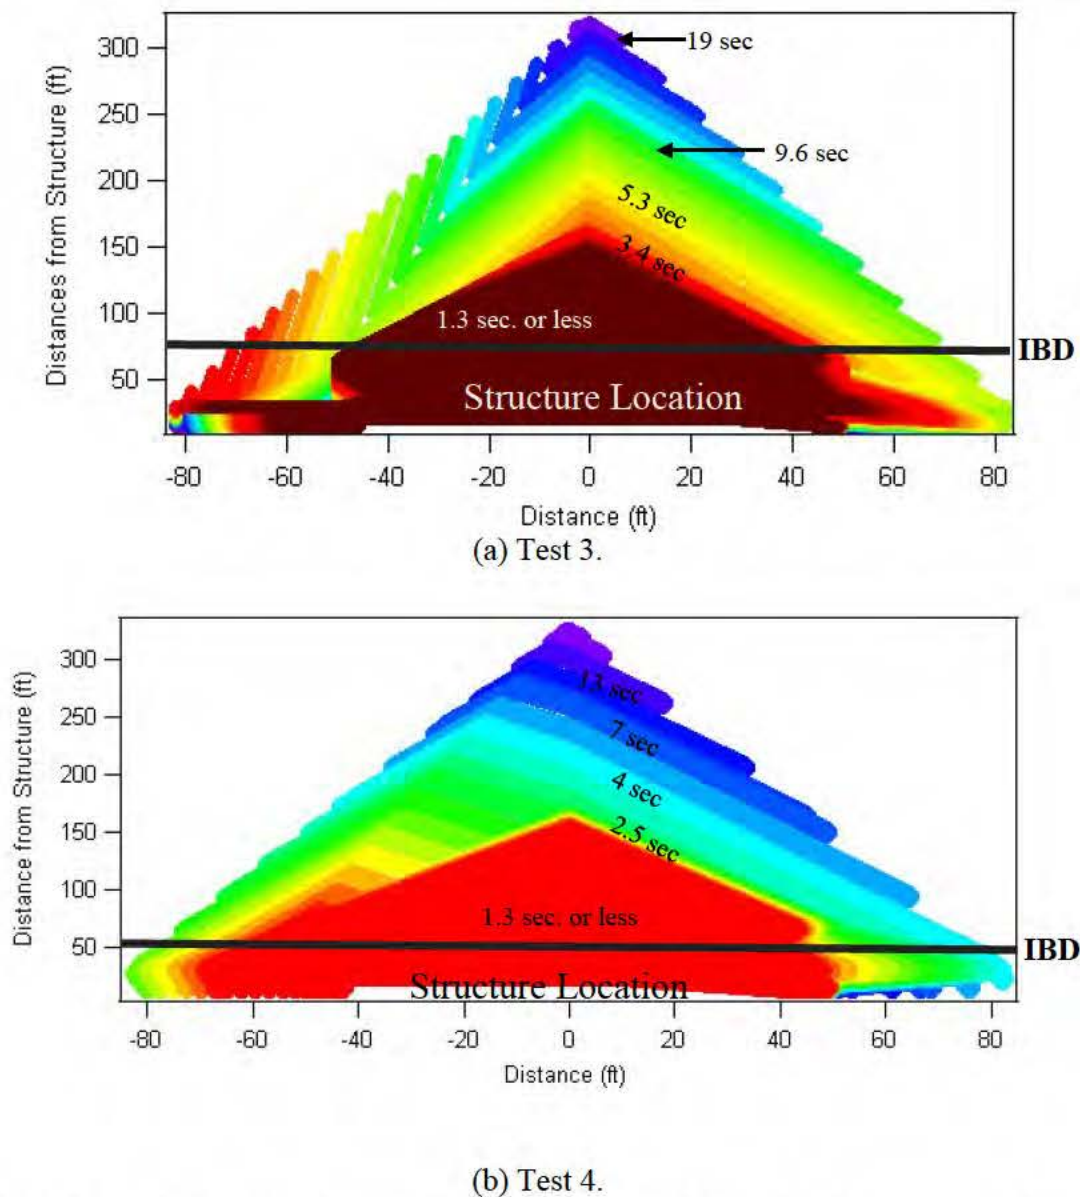 300
250
200
150
100
50
Distances from Structure (ft)
19 sec
9.6 sec
5.3 sec
3.4 sec
1.3 sec. or less
IBD
Structure Location
-80 -60 -40 -20 0 20 40 60 80
Distance (ft)
(a) Test 3.
300
250
200
150
100
50
Distance from Structure (ft)
13 sec
7 sec
4 sec
2.5 sec
1.3 sec. or less
IBD
Structure Location
-80 -60 -40 -20 0 20 40 60 80
Distance (ft)
(b) Test 4.